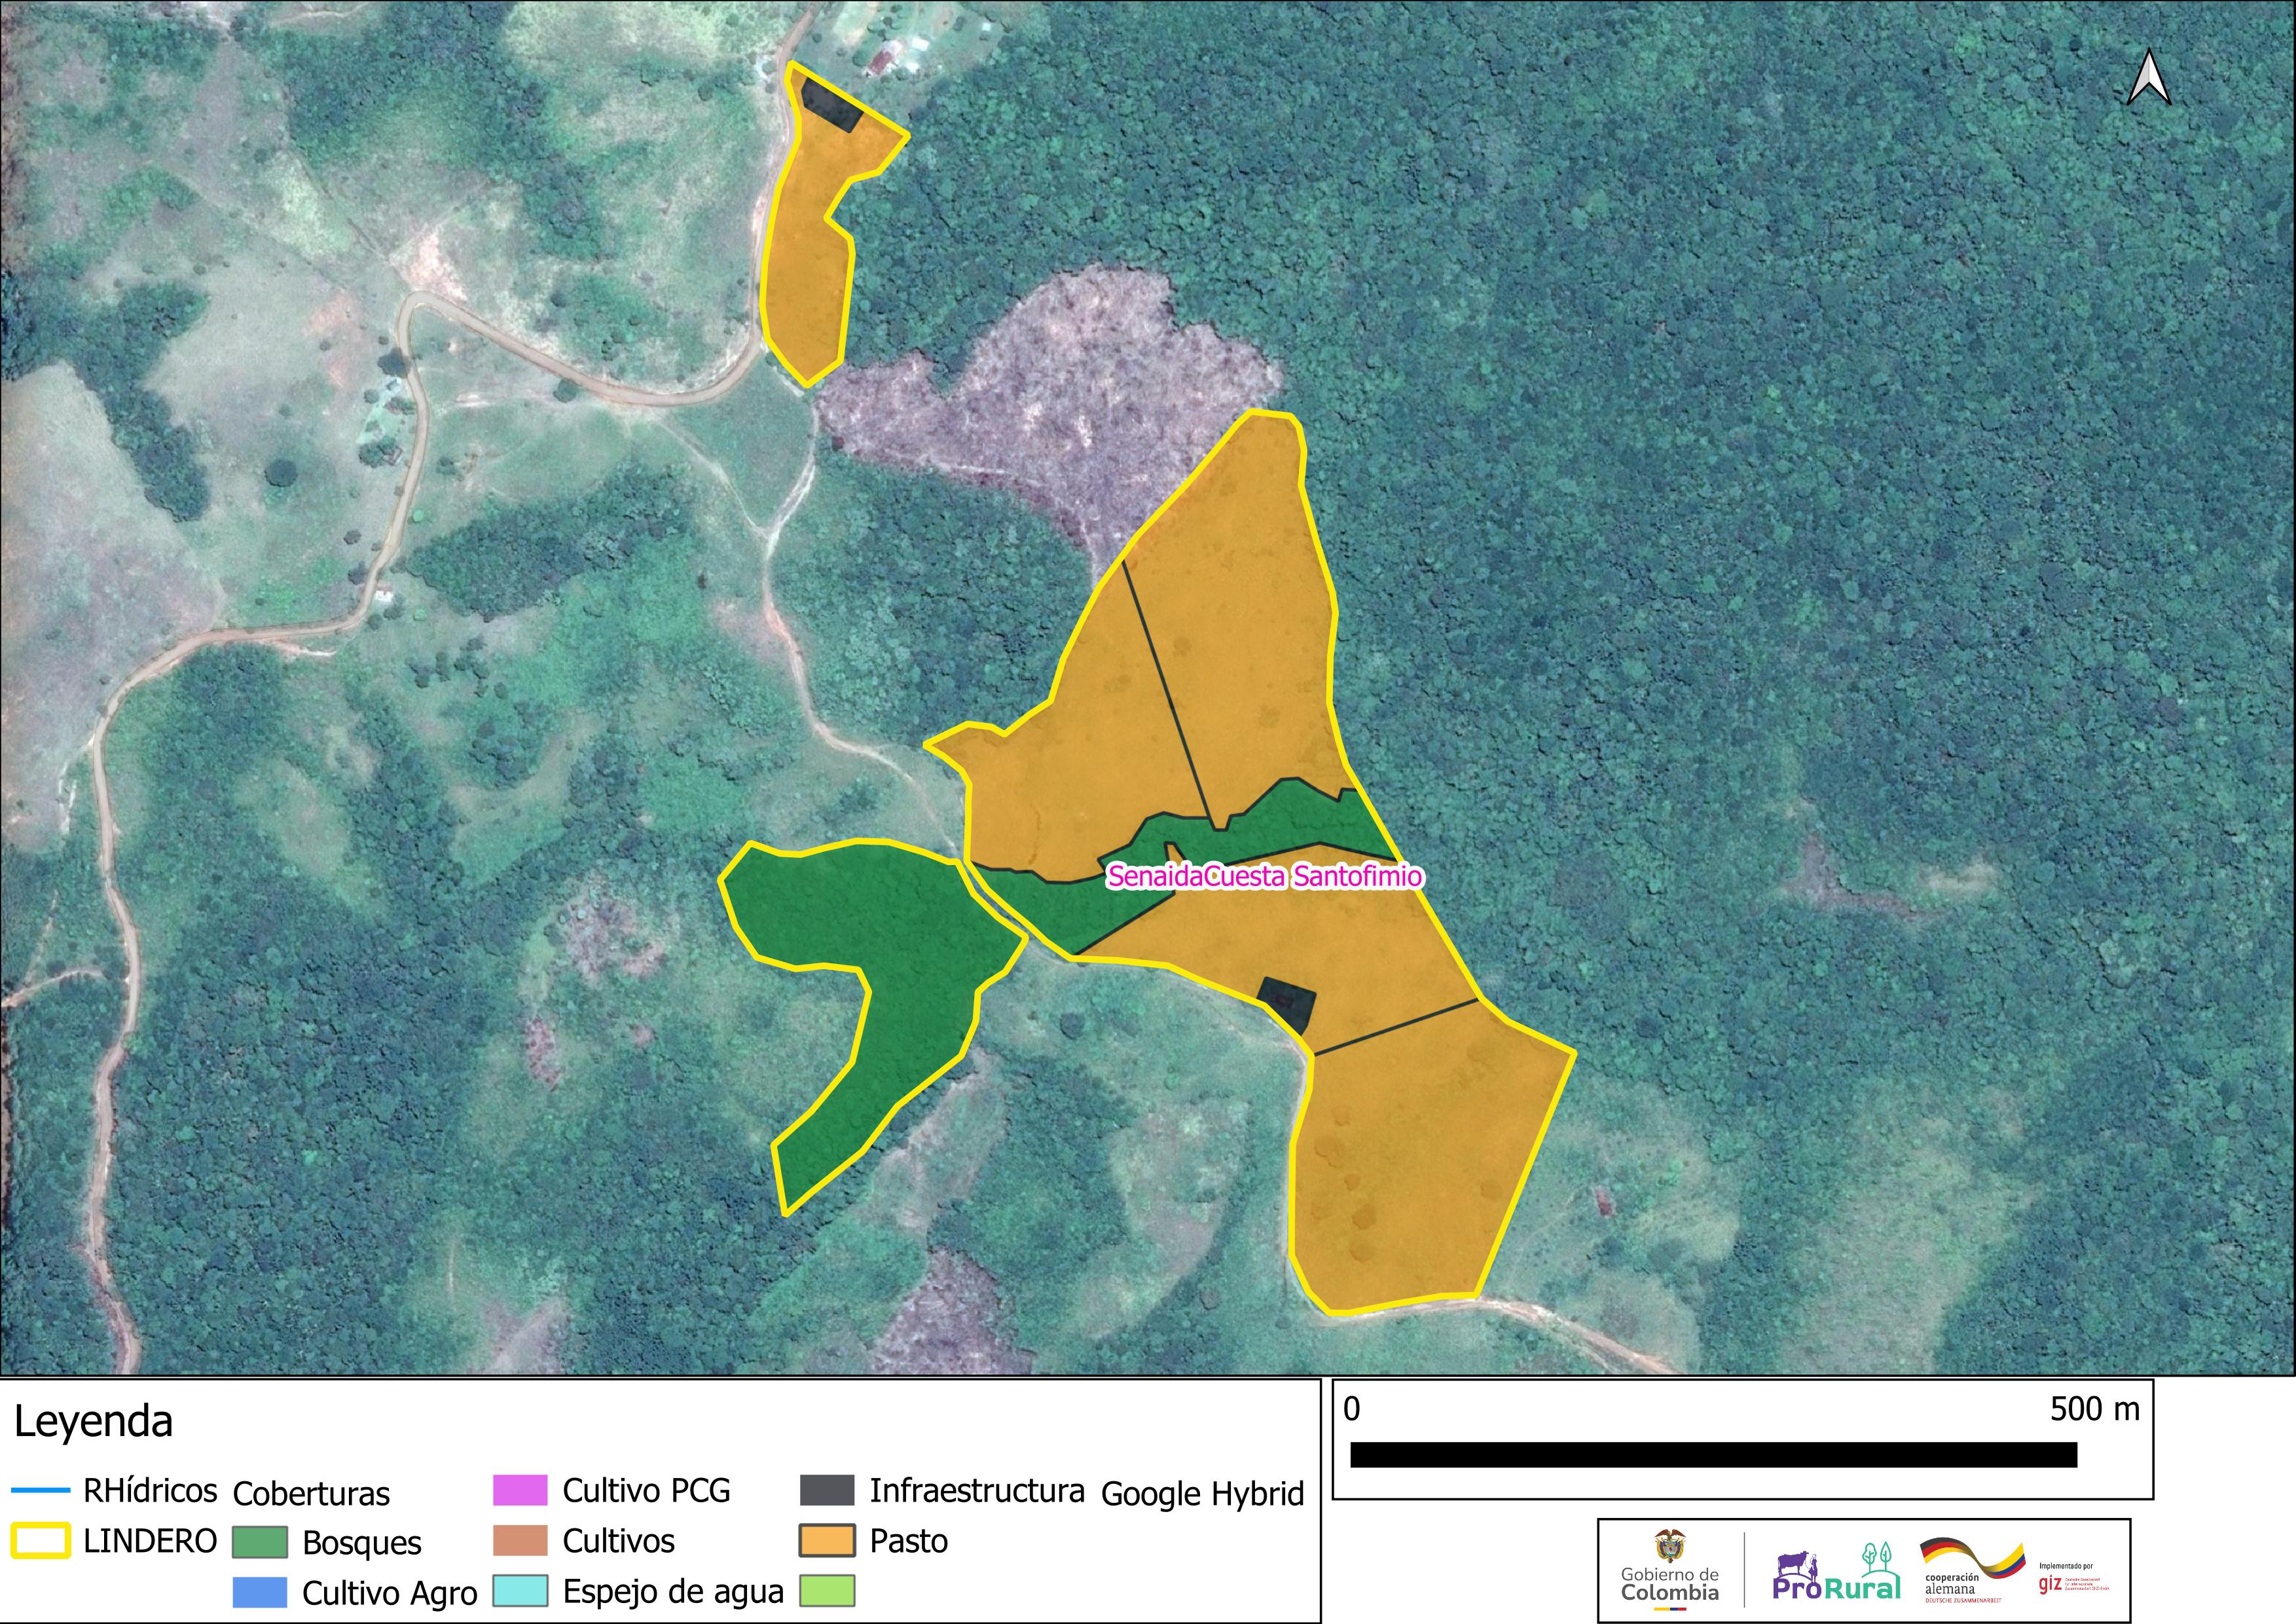 SenaidaCuesta Santofimio
Leyenda
RHídricos
LINDERO
Coberturas
Bosques
Cultivo Agro
Cultivo PCG
Cultivos
Espejo de agua
Infraestructura
Pasto
Google Hybrid
0 500 m
Gobierno de
Colombia
ProRural
cooperación
alemana
DEUTSCHE ZUSAMMENARBEIT
Implementado por
giz